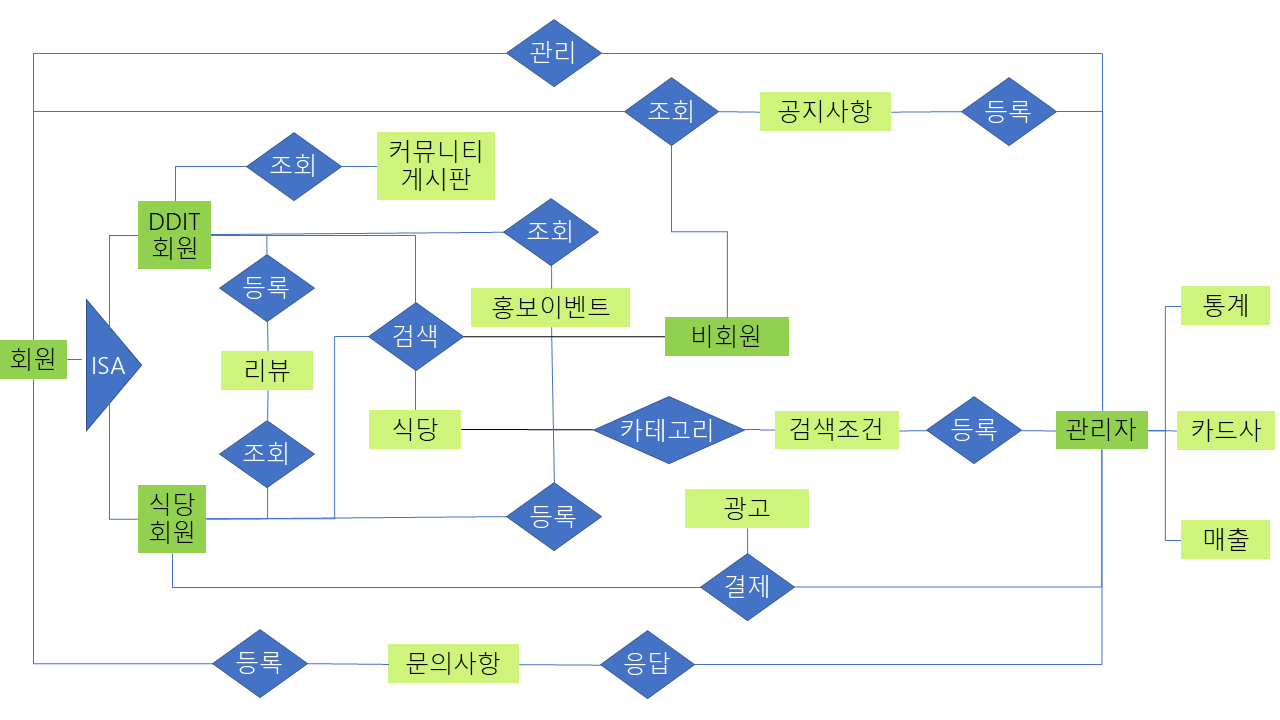 관리
조회
공지사항
등록
조회
커뮤니티
게시판
DDIT
회원
조회
등록
홍보이벤트
통계
검색
비회원
회원
ISA
리뷰
식당
카테고리
검색조건
등록
관리자
카드사
조회
식당
회원
등록
광고
매출
결제
등록
문의사항
응답